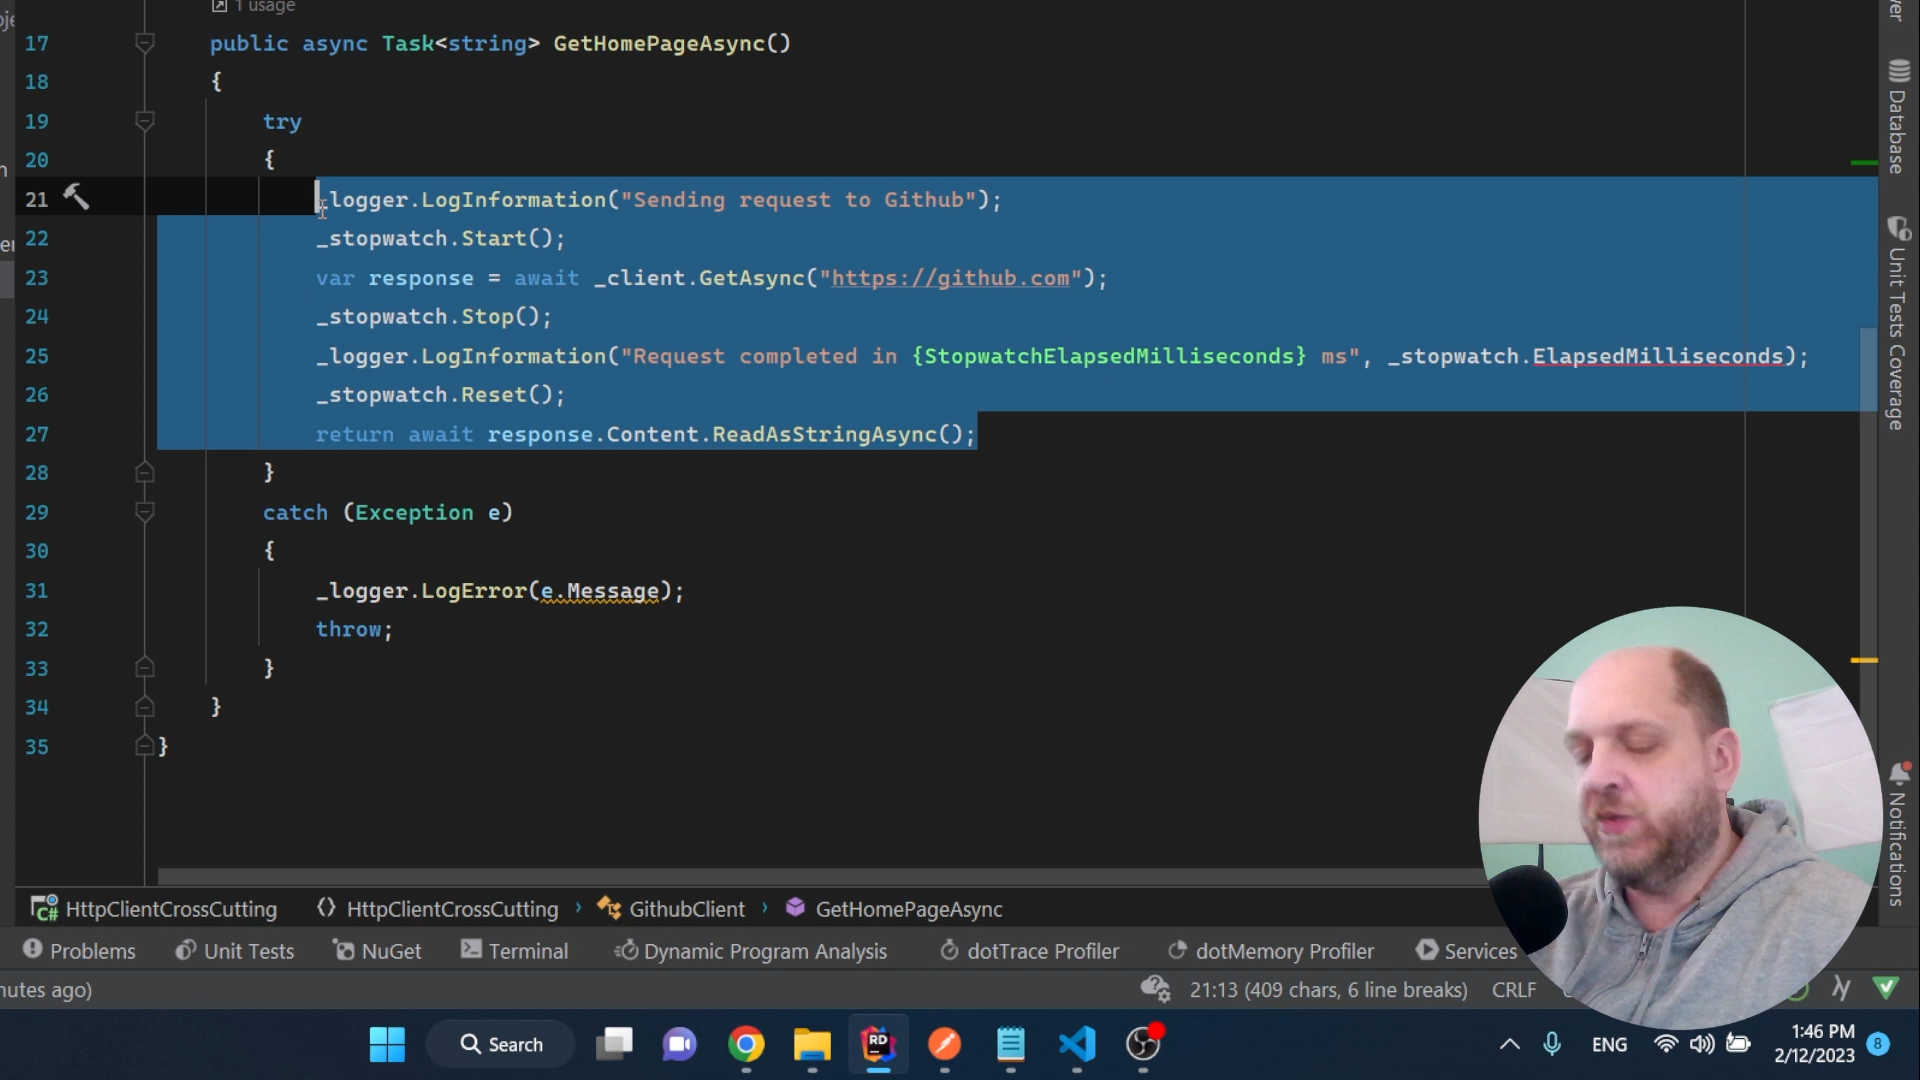 1 usage
17 public async Task<string> GetHomePageAsync()
18 {
19 try
20 {
21 _logger.LogInformation("Sending request to Github");
22 _stopwatch.Start();
23 var response = await _client.GetAsync("https://github.com");
24 _stopwatch.Stop();
25 _logger.LogInformation("Request completed in {StopwatchElapsedMilliseconds} ms", _stopwatch.ElapsedMilliseconds);
26 _stopwatch.Reset();
27 return await response.Content.ReadAsStringAsync();
28 }
29 catch (Exception e)
30 {
31 _logger.LogError(e.Message);
32 throw;
33 }
34 }
35 }
Database
Unit Tests Coverage
Notifications
C# HttpClientCrossCutting HttpClientCrossCutting › GithubClient › GetHomePageAsync
Problems Unit Tests NuGet Terminal Dynamic Program Analysis dotTrace Profiler dotMemory Profiler Services
nutes ago) 21:13 (409 chars, 6 line breaks) CRLF
Search RD ENG 1:46 PM 8
2/12/2023